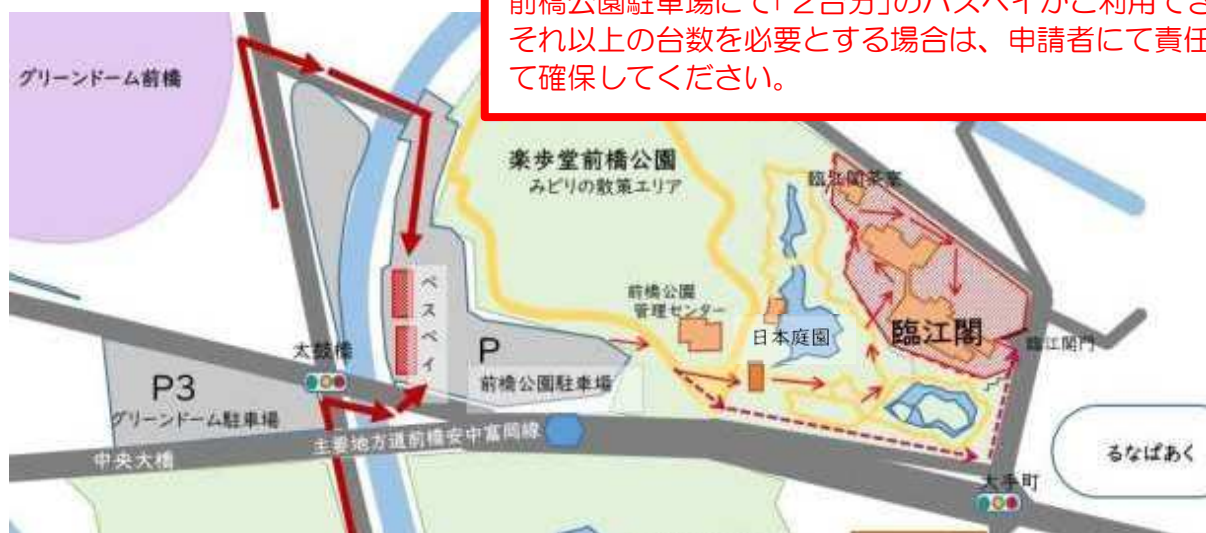 前橋公園駐車場にて「2台分」のバスベイがご利用でき
それ以上の台数を必要とする場合は、申請者にて責任
て確保してください。
グリーンドーム前橋
楽歩堂前橋公園
みどりの散策エリア
臨江閣茶室
前橋公園
管理センター
日本庭園
臨江閣
臨江閣門
バスベイ
太鼓橋
P
前橋公園駐車場
P3
グリーンドーム駐車場
主要地方道前橋安中富岡線
中央大橋
るなぱあく
大手町